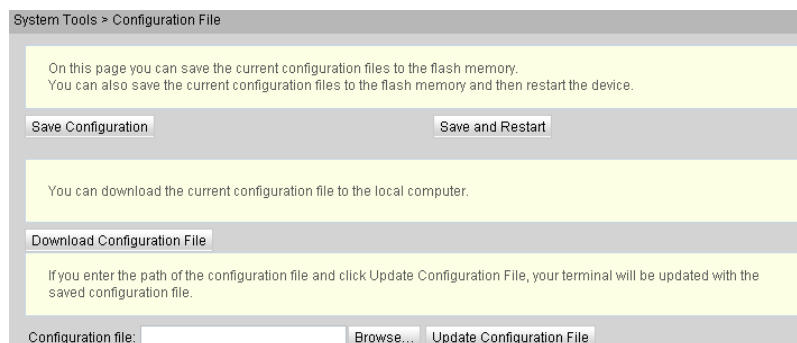 System Tools > Configuration File
On this page you can save the current configuration files to the flash memory.
You can also save the current configuration files to the flash memory and then restart the device.
Save Configuration
Save and Restart
You can download the current configuration file to the local computer.
Download Configuration File
If you enter the path of the configuration file and click Update Configuration File, your terminal will be updated with the
saved configuration file.
Configuration file:
Browse...
Update Configuration File